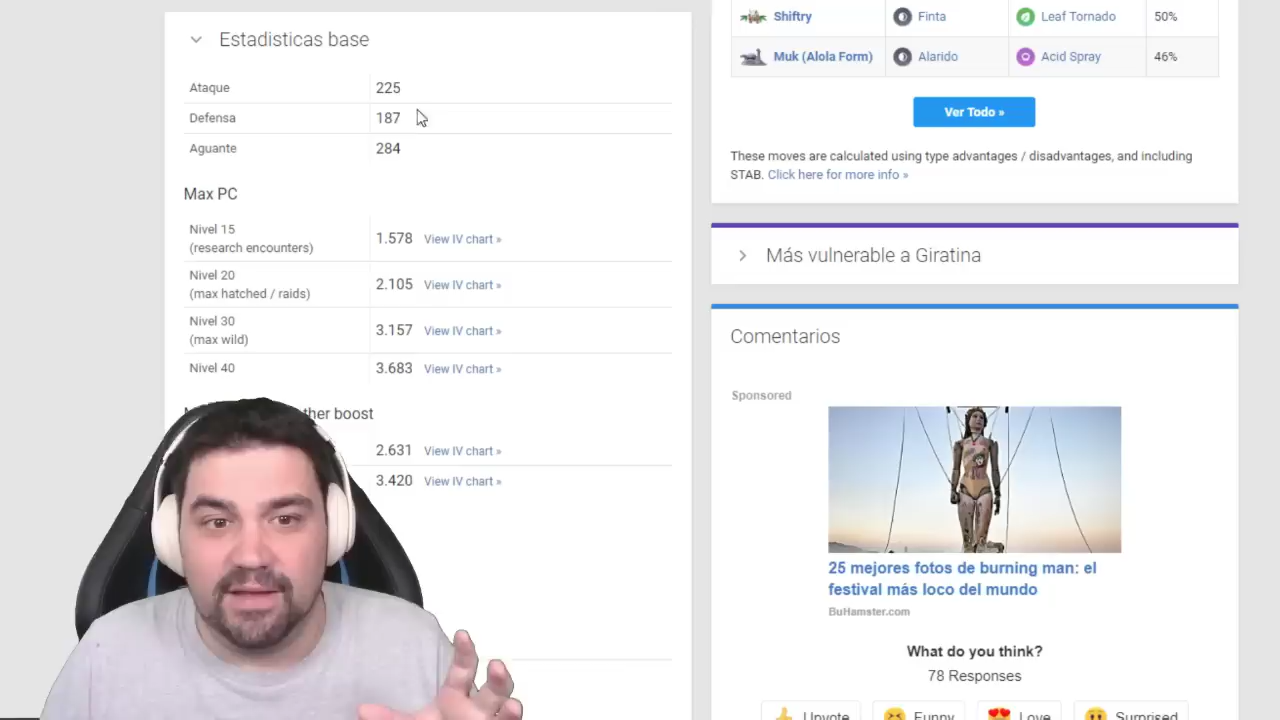 Estadisticas base
Ataque 225
Defensa 187
Aguante 284
Max PC
Nivel 15
(research encounters) 1.578 View IV chart »
Nivel 20
(max hatched / raids) 2.105 View IV chart »
Nivel 30
(max wild) 3.157 View IV chart »
Nivel 40 3.683 View IV chart »
ther boost
2.631 View IV chart »
3.420 View IV chart »
Shiftry Finta Leaf Tornado 50%
Muk (Alola Form) Alarido Acid Spray 46%
Ver Todo »
These moves are calculated using type advantages / disadvantages, and including
STAB. Click here for more info »
Más vulnerable a Giratina
Comentarios
Sponsored
25 mejores fotos de burning man: el
festival más loco del mundo
BuHamster.com
What do you think?
78 Responses
Upvote Funny Love Surprised